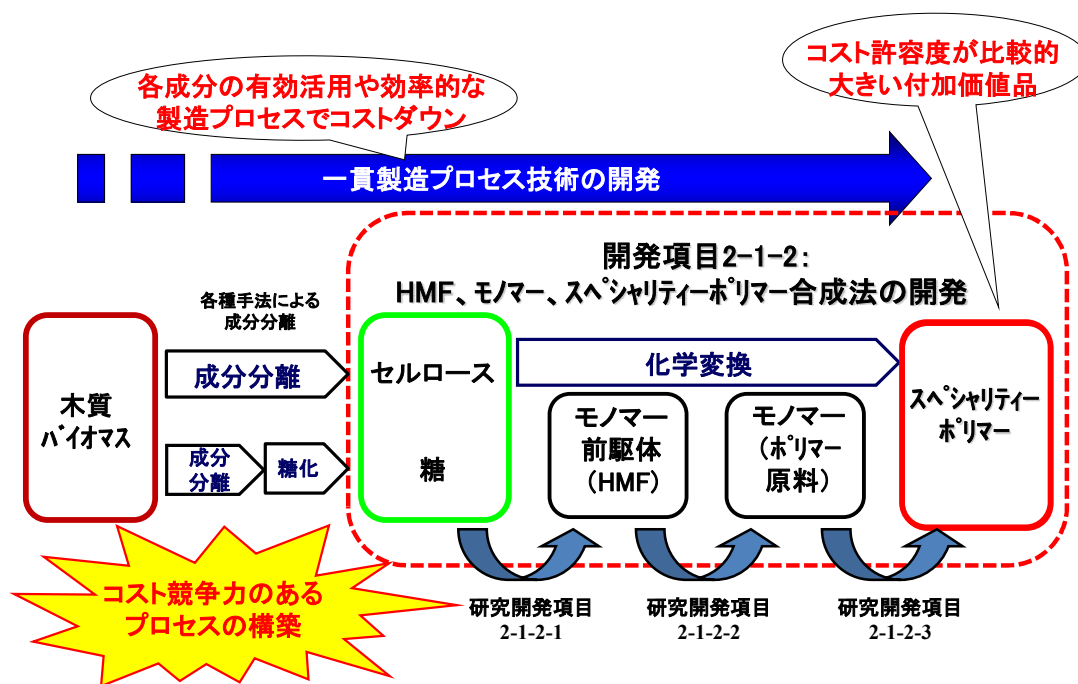 コスト許容度が比較的
大きい付加価値品
各成分の有効活用や効率的な
製造プロセスでコストダウン
一貫製造プロセス技術の開発
開発項目2-1-2:
HMF、モノマー、スペシャリティーポリマー合成法の開発
各種手法による
成分分離
木質
バイオマス
成分分離
成分
分離
糖化
セルロース
糖
化学変換
モノマー
前駆体
(HMF)
モノマー
(ポリマー
原料)
スペシャリティー
ポリマー
コスト競争力のある
プロセスの構築
研究開発項目
2-1-2-1
研究開発項目
2-1-2-2
研究開発項目
2-1-2-3